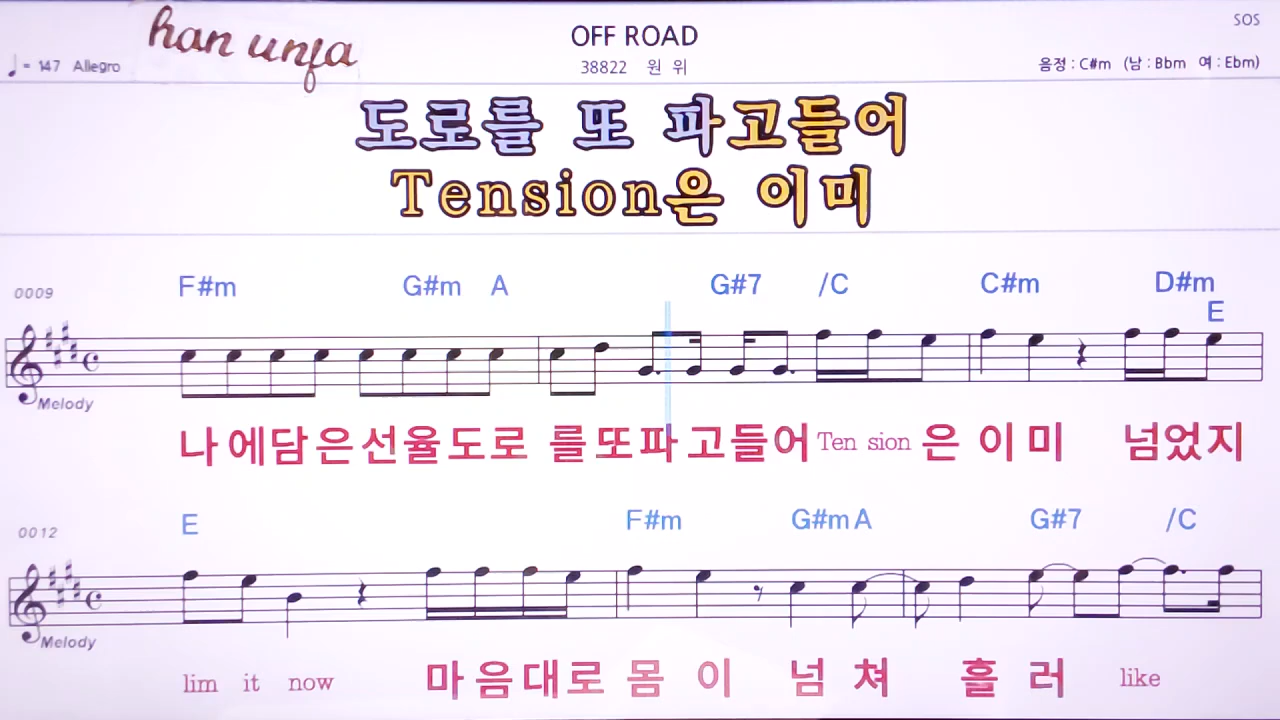 han unja
SOS
OFF ROAD
38822 원 위
♩= 147 Allegro
음정 : C#m (남 : Bbm 여 : Ebm)
도로를 또 파고들어
Tension은 이미
0009 F#m G#m A G#7 /C C#m D#m
E
Melody
나에담은선율도로 를또파 고들어 Ten sion 은 이 미 넘었지
0012 E F#m G#m A G#7 /C
Melody
lim it now 마음대로 몸 이 넘 쳐 흘 러 like